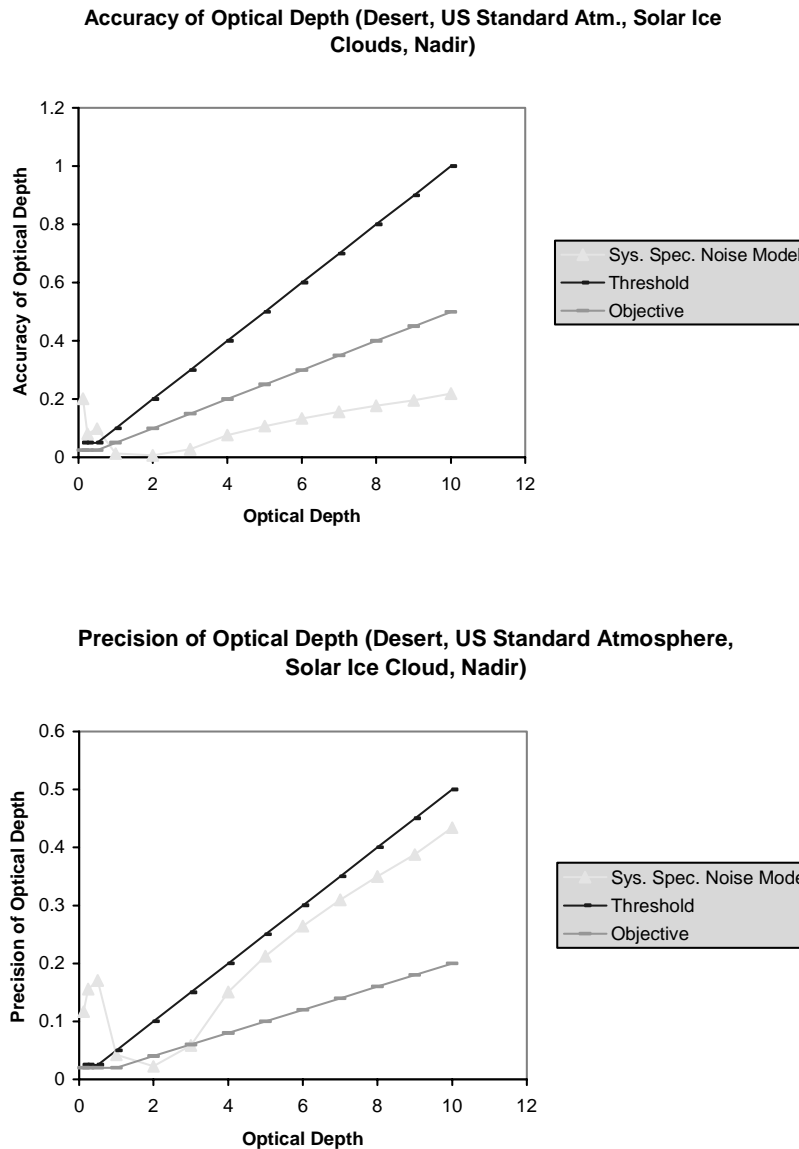 Accuracy of Optical Depth (Desert, US Standard Atm., Solar Ice
Clouds, Nadir)
1.2
1
0.8
0.6
0.4
0.2
0
Accuracy of Optical Depth
0 2 4 6 8 10 12
Optical Depth
Sys. Spec. Noise Model
Threshold
Objective
Precision of Optical Depth (Desert, US Standard Atmosphere,
Solar Ice Cloud, Nadir)
0.6
0.5
0.4
0.3
0.2
0.1
0
Precision of Optical Depth
0 2 4 6 8 10 12
Optical Depth
Sys. Spec. Noise Mode
Threshold
Objective